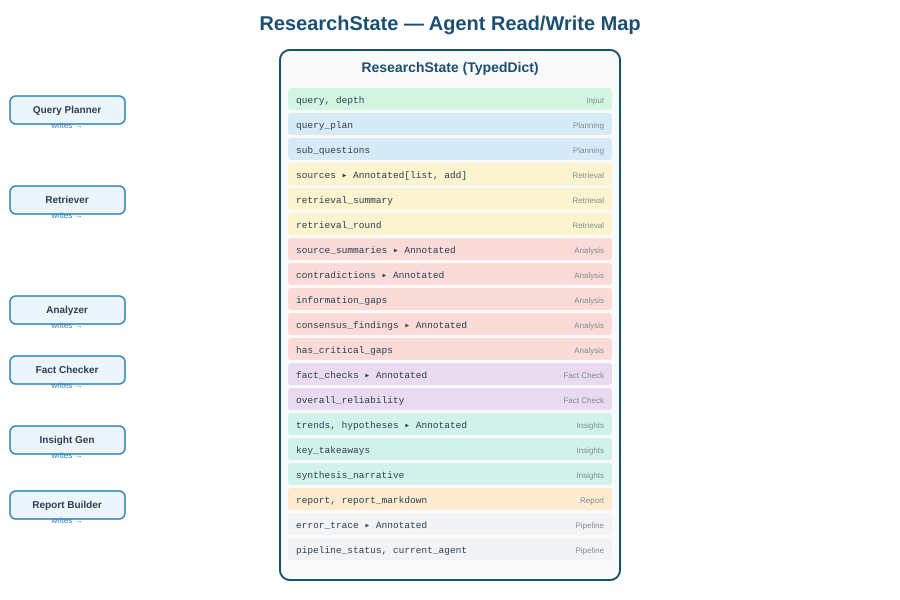 ResearchState — Agent Read/Write Map
ResearchState (TypedDict)
Query Planner
writes →
Retriever
writes →
Analyzer
writes →
Fact Checker
writes →
Insight Gen
writes →
Report Builder
writes →
query, depth Input
query_plan Planning
sub_questions Planning
sources ▸ Annotated[list, add] Retrieval
retrieval_summary Retrieval
retrieval_round Retrieval
source_summaries ▸ Annotated Analysis
contradictions ▸ Annotated Analysis
information_gaps Analysis
consensus_findings ▸ Annotated Analysis
has_critical_gaps Analysis
fact_checks ▸ Annotated Fact Check
overall_reliability Fact Check
trends, hypotheses ▸ Annotated Insights
key_takeaways Insights
synthesis_narrative Insights
report, report_markdown Report
error_trace ▸ Annotated Pipeline
pipeline_status, current_agent Pipeline